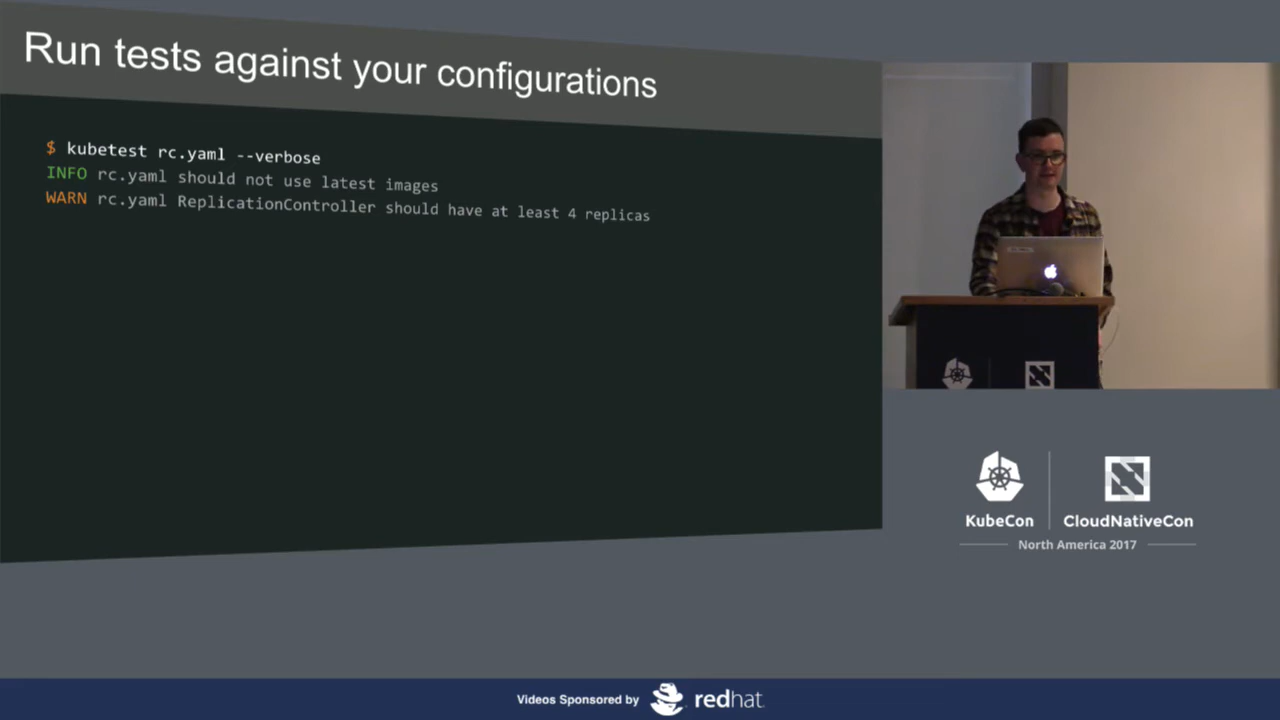 Run tests against your configurations
$ kubetest rc.yaml --verbose
INFO rc.yaml should not use latest images
WARN rc.yaml ReplicationController should have at least 4 replicas
KubeCon
CloudNativeCon
North America 2017
Videos Sponsored by redhat.